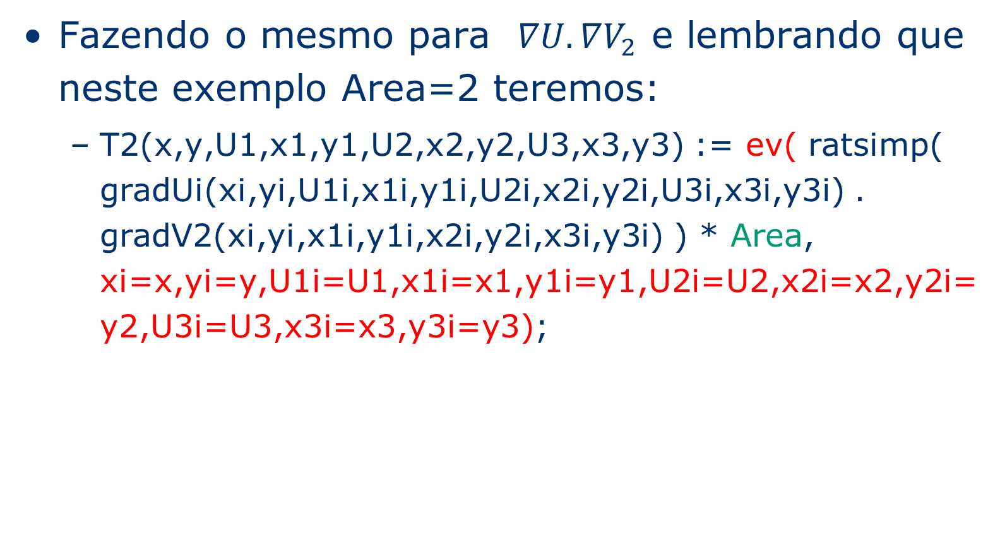 • Fazendo o mesmo para ∇U.∇V₂ e lembrando que
neste exemplo Area=2 teremos:
– T2(x,y,U1,x1,y1,U2,x2,y2,U3,x3,y3) := ev( ratsimp(
gradUi(xi,yi,U1i,x1i,y1i,U2i,x2i,y2i,U3i,x3i,y3i) .
gradV2(xi,yi,x1i,y1i,x2i,y2i,x3i,y3i) ) * Area,
xi=x,yi=y,U1i=U1,x1i=x1,y1i=y1,U2i=U2,x2i=x2,y2i=
y2,U3i=U3,x3i=x3,y3i=y3);